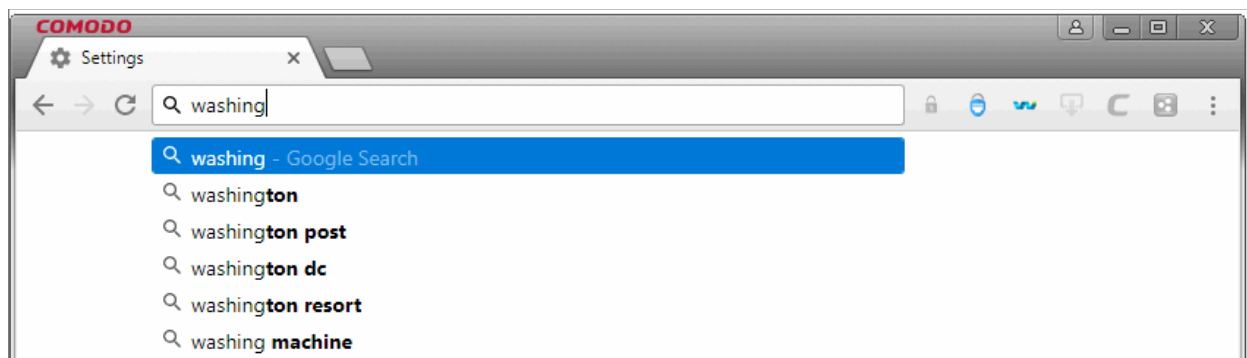 COMODO
Settings
washing
washing - Google Search
washington
washington post
washington dc
washington resort
washing machine